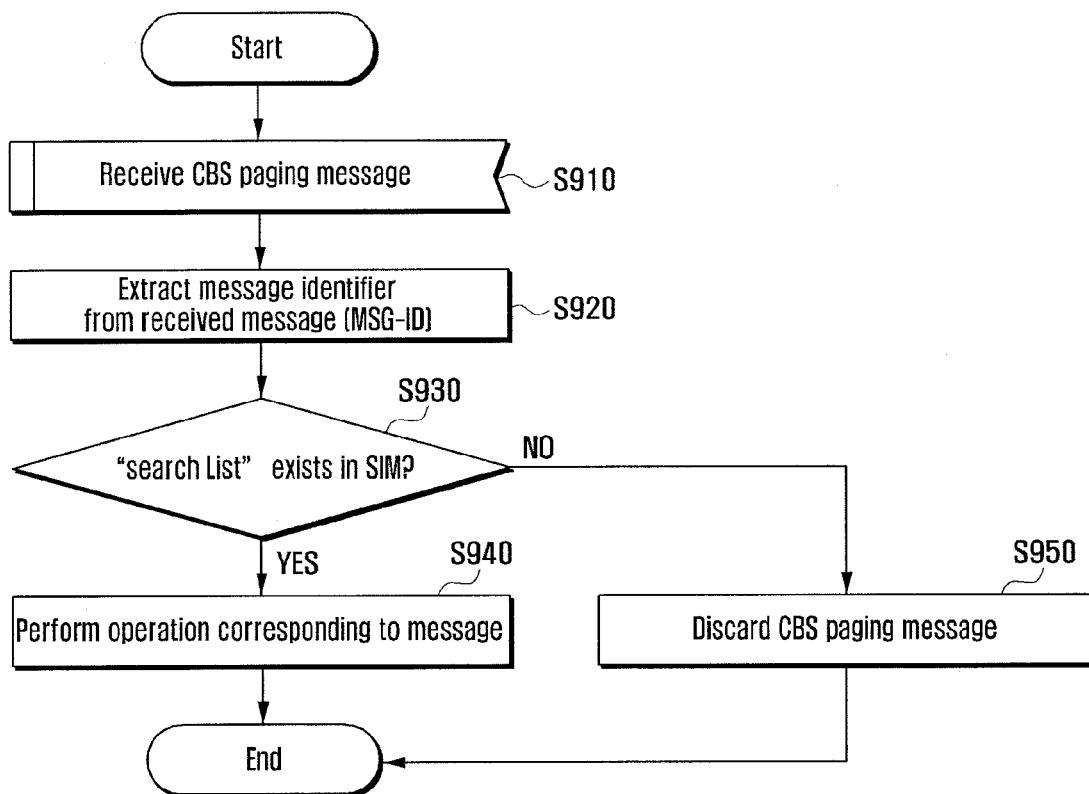 Start
Receive CBS paging message
S910
Extract message identifier
from received message (MSG-ID)
S920
S930
“search List” exists in SIM?
NO
YES
S940
S950
Perform operation corresponding to message
Discard CBS paging message
End